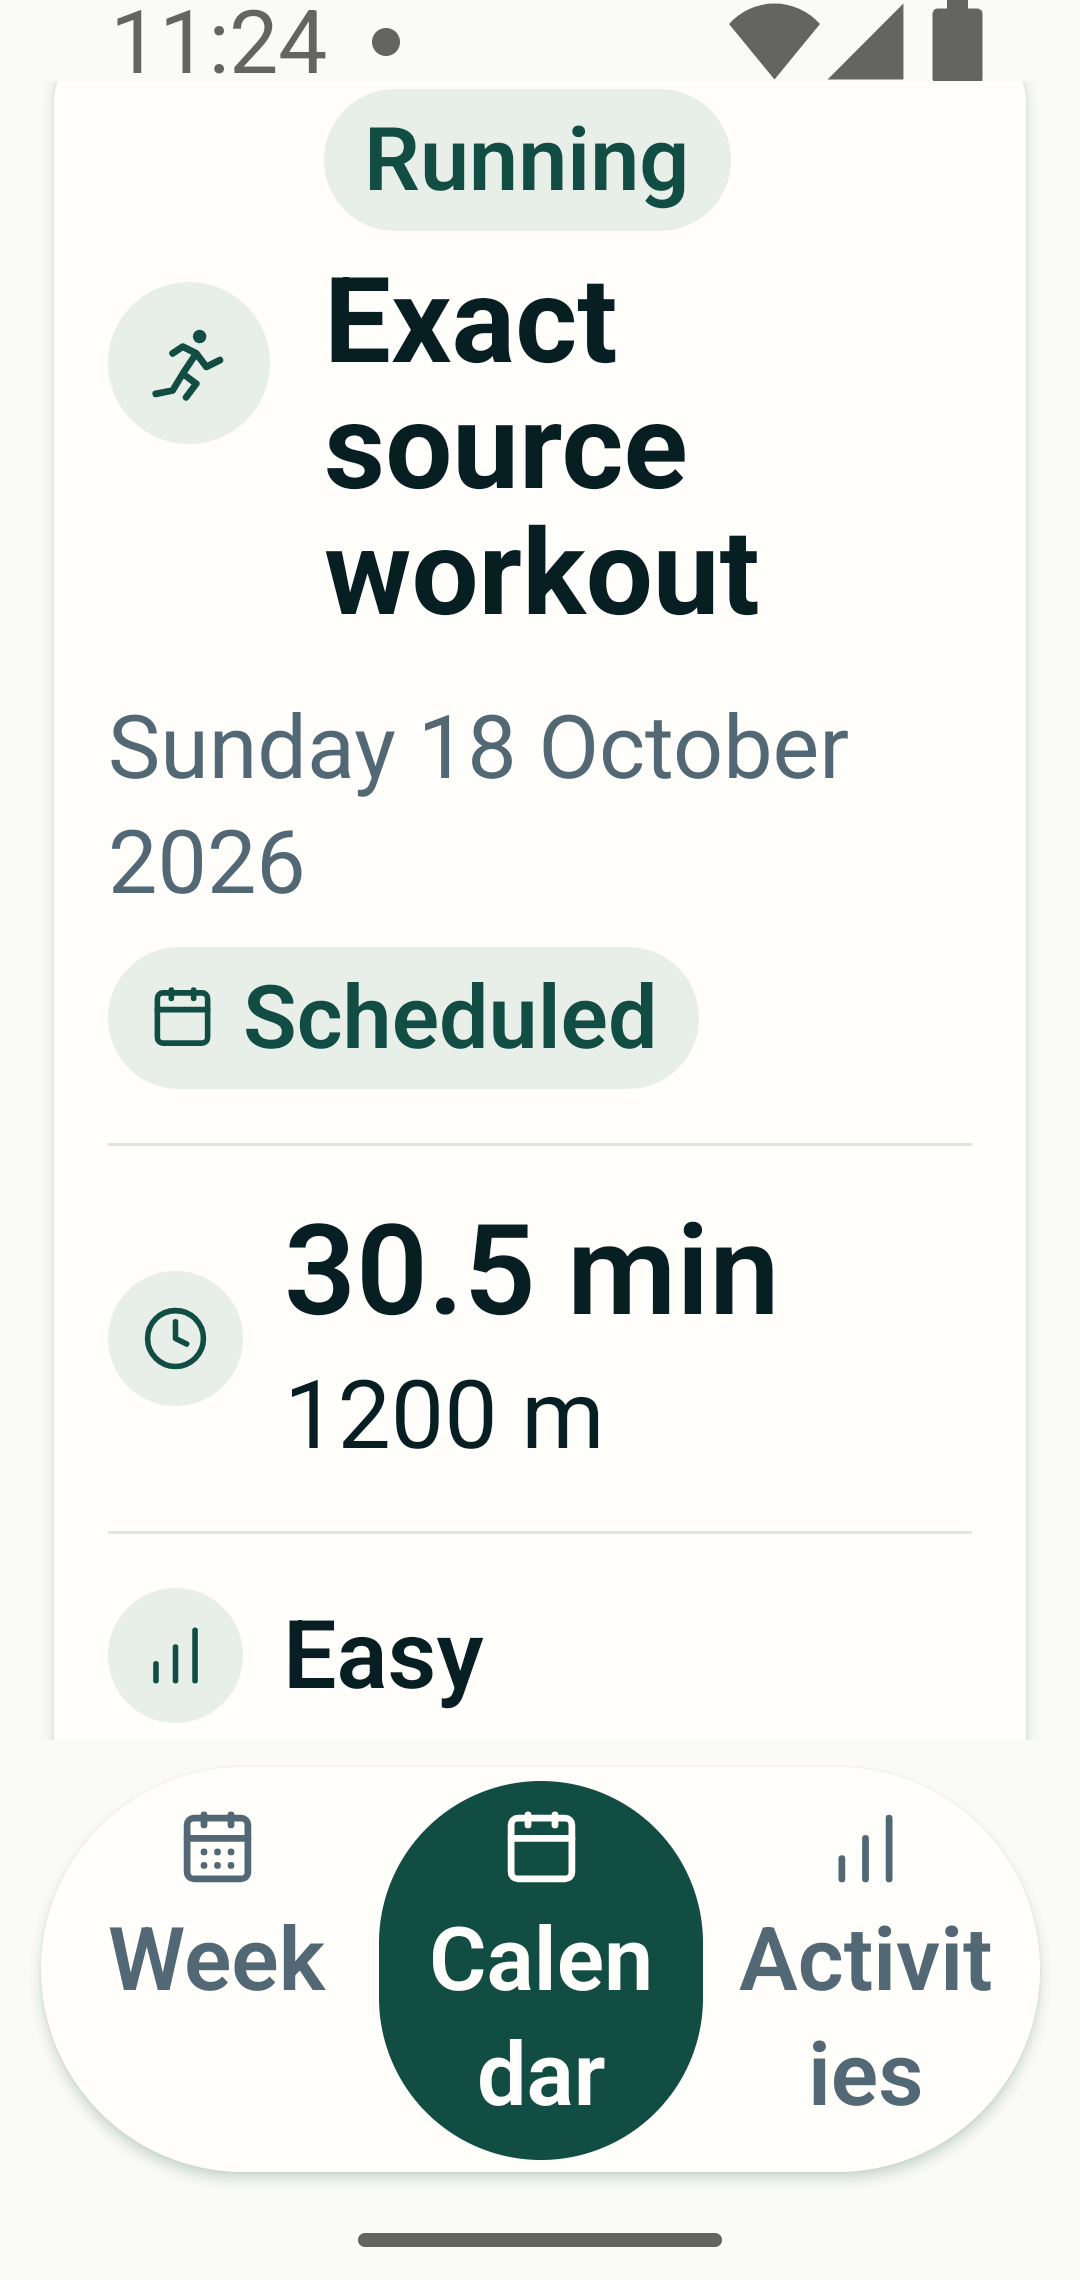 11:24
Running
Exact
source
workout
Sunday 18 October
2026
Scheduled
30.5 min
1200 m
Easy
Week
Calen
dar
Activit
ies